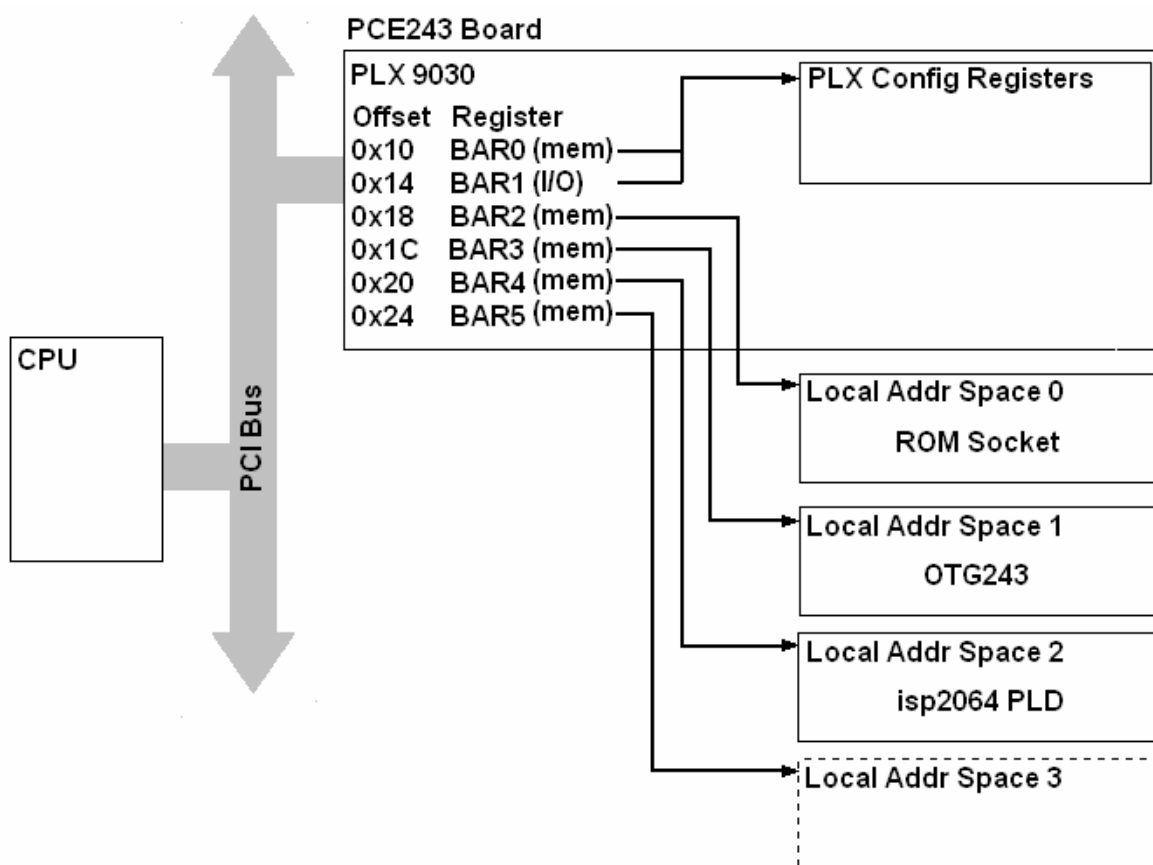 PCE243 Board
PLX 9030
Offset Register
0x10 BAR0 (mem)
0x14 BAR1 (I/O)
0x18 BAR2 (mem)
0x1C BAR3 (mem)
0x20 BAR4 (mem)
0x24 BAR5 (mem)
PLX Config Registers
CPU
PCI Bus
Local Addr Space 0
ROM Socket
Local Addr Space 1
OTG243
Local Addr Space 2
isp2064 PLD
Local Addr Space 3